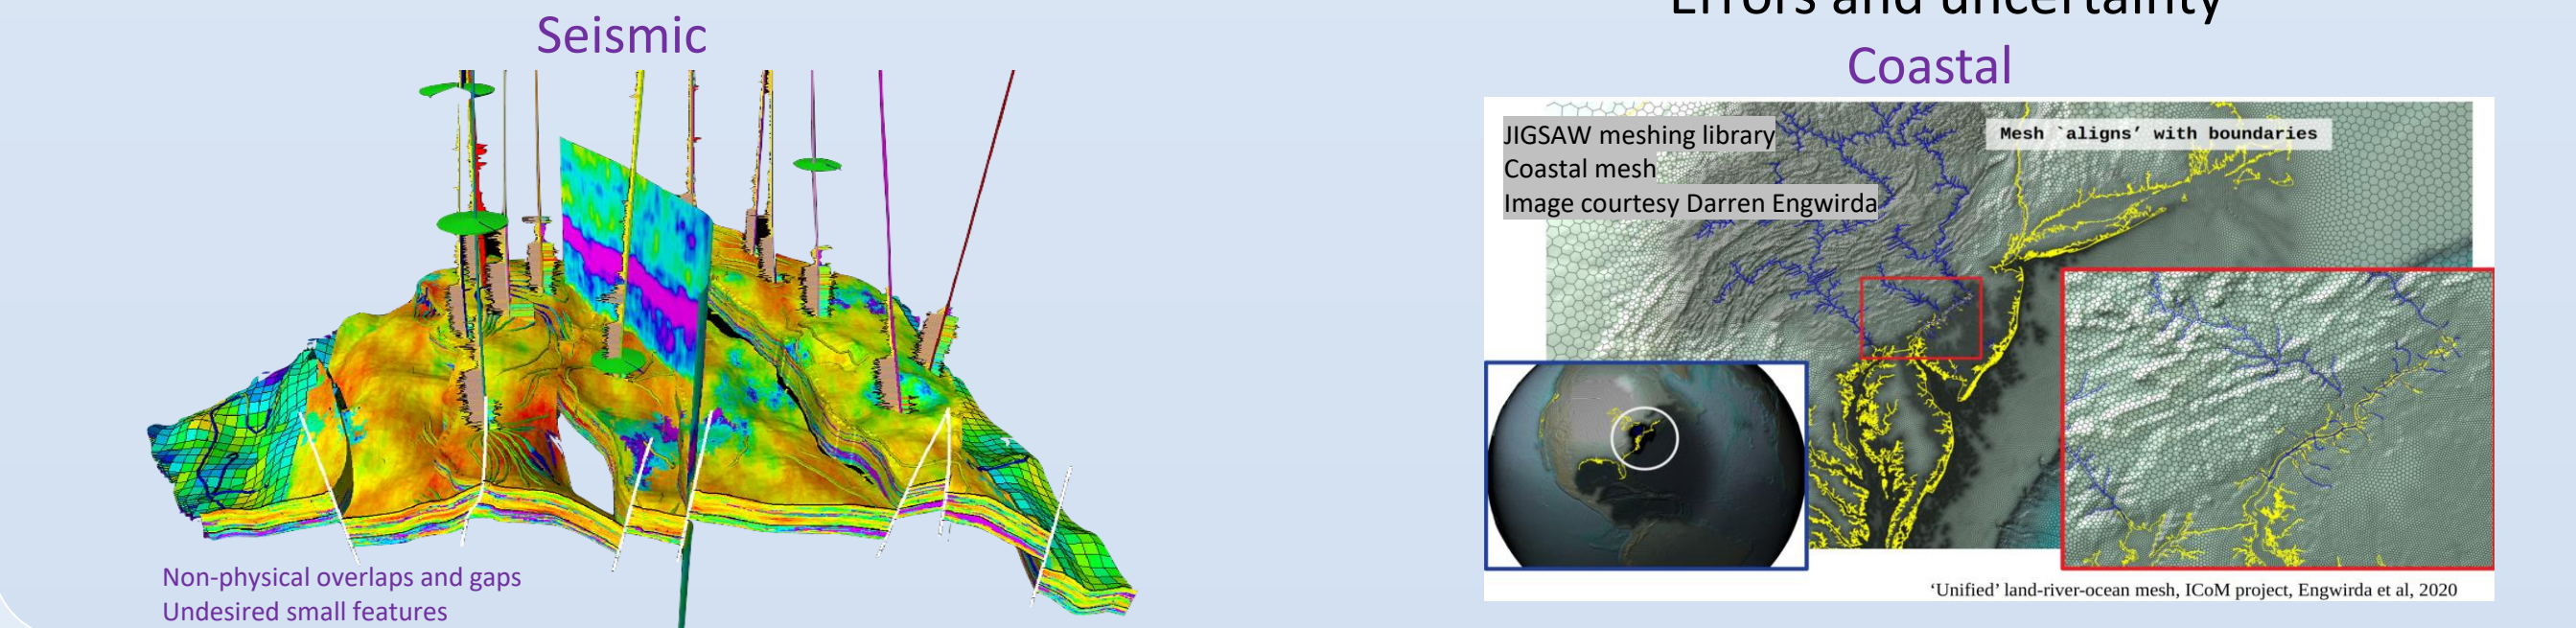 Seismic
Non-physical overlaps and gaps
Undesired small features
Errors and uncertainty
Coastal
JIGSAW meshing library
Coastal mesh
Image courtesy Darren Engwirda
Mesh `aligns' with boundaries
‘Unified’ land-river-ocean mesh, ICoM project, Engwirda et al, 2020